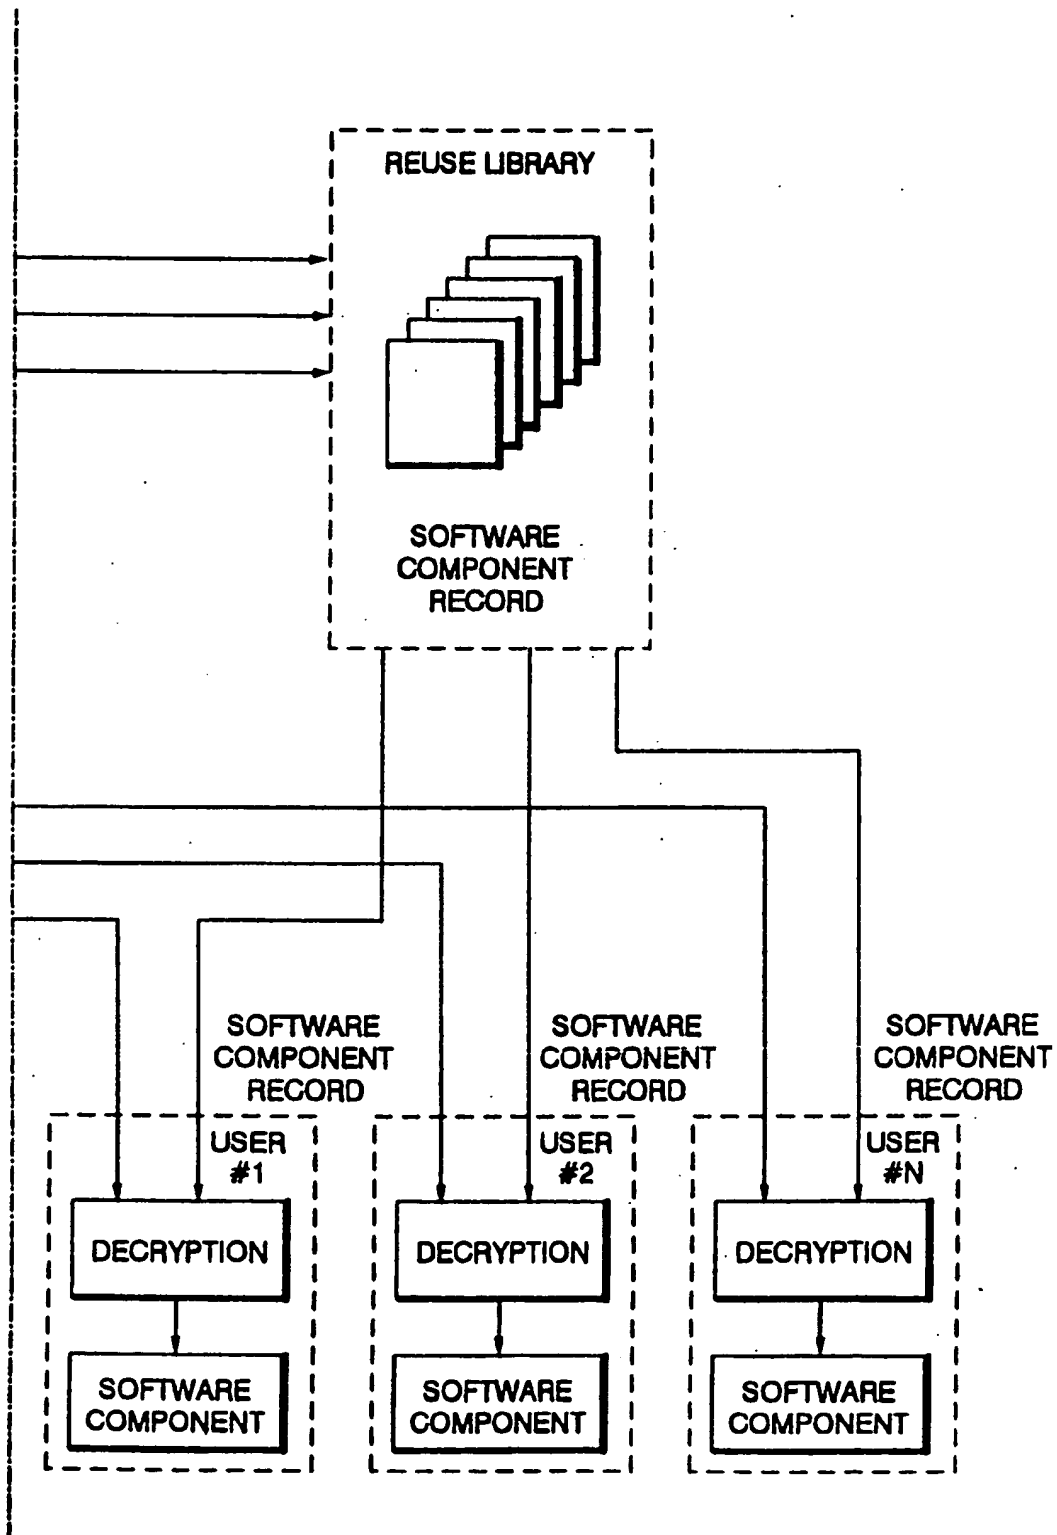 REUSE LIBRARY
SOFTWARE
COMPONENT
RECORD
SOFTWARE
COMPONENT
RECORD
SOFTWARE
COMPONENT
RECORD
SOFTWARE
COMPONENT
RECORD
USER
#1
USER
#2
USER
#N
DECRYPTION
DECRYPTION
DECRYPTION
SOFTWARE
COMPONENT
SOFTWARE
COMPONENT
SOFTWARE
COMPONENT